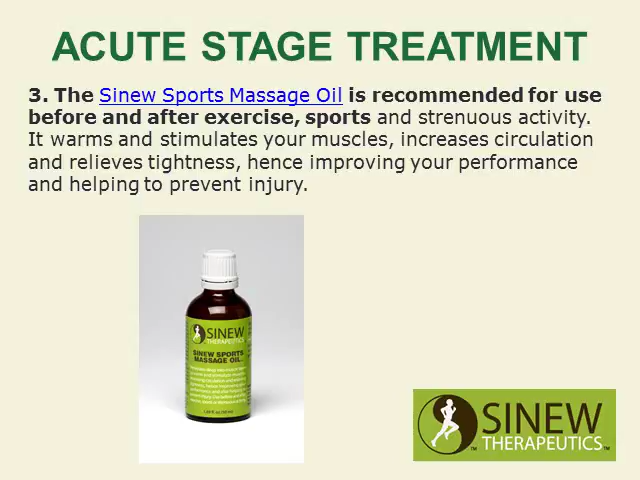 ACUTE STAGE TREATMENT
3. The Sinew Sports Massage Oil is recommended for use
before and after exercise, sports and strenuous activity.
It warms and stimulates your muscles, increases circulation
and relieves tightness, hence improving your performance
and helping to prevent injury.
SINEW
THERAPEUTICS
SINEW SPORTS
MASSAGE OIL
SINEW
THERAPEUTICS™
™